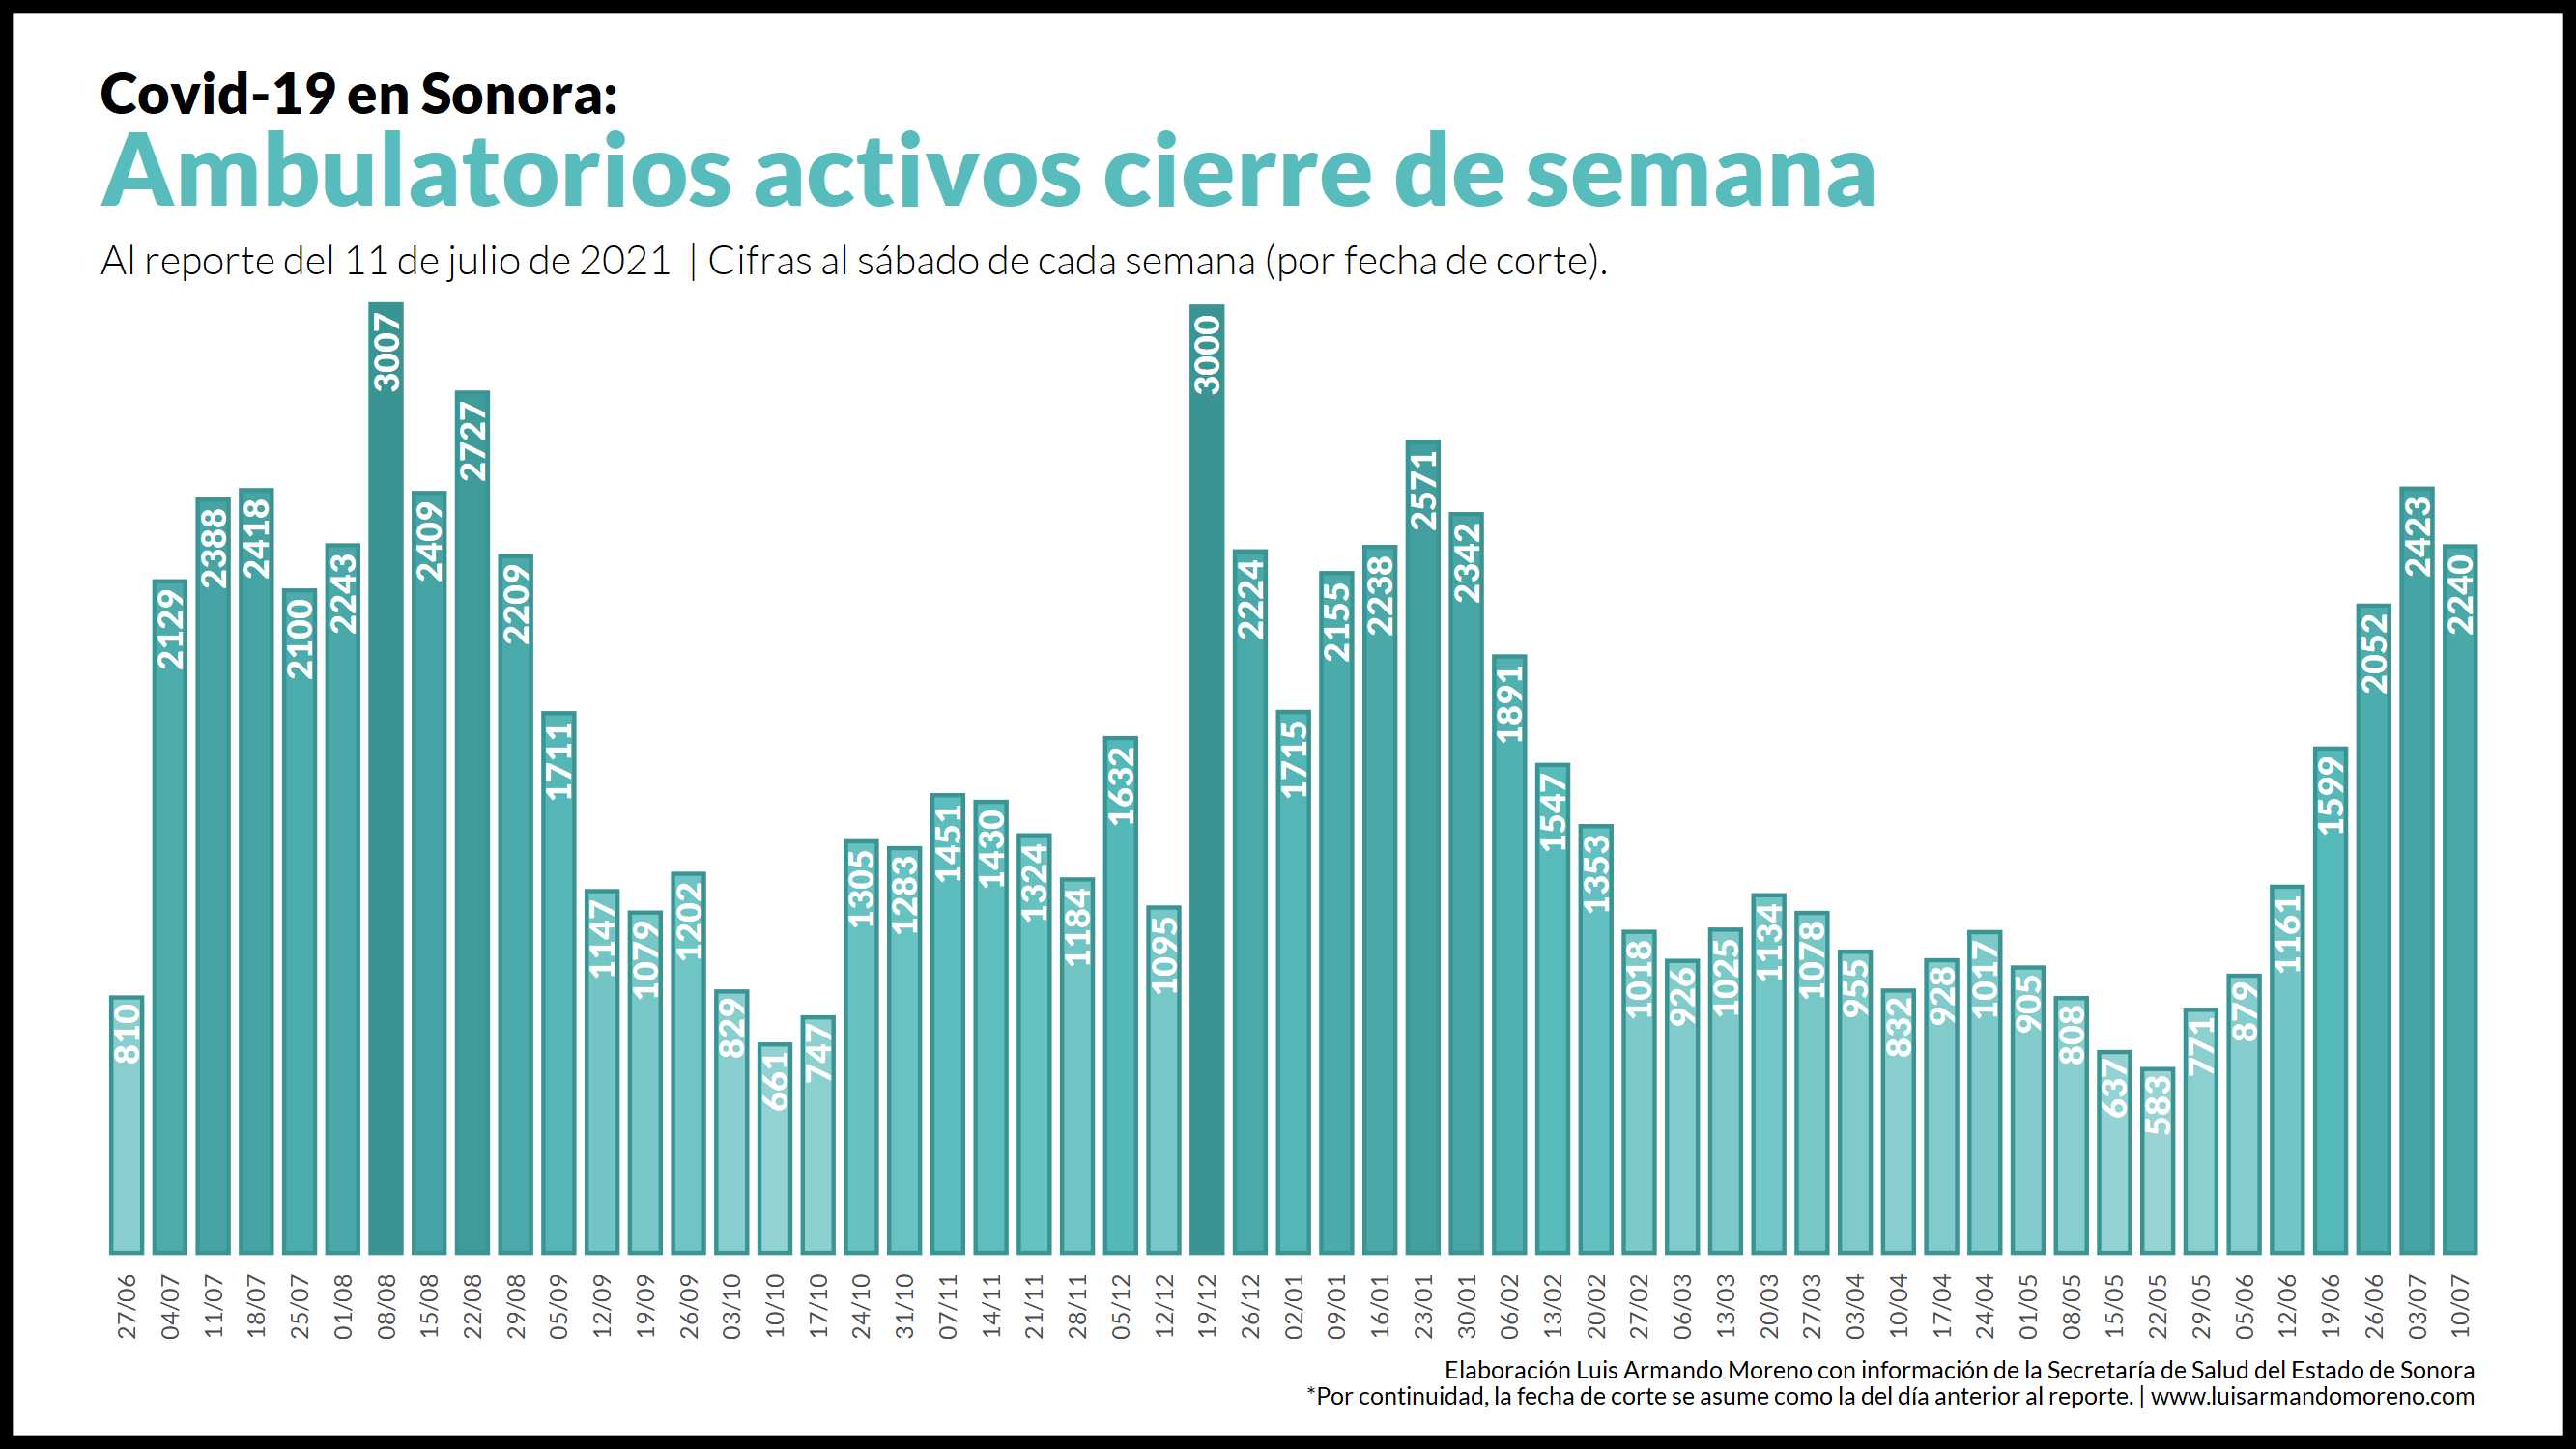 Covid-19 en Sonora:
Ambulatorios activos cierre de semana
Al reporte del 11 de julio de 2021 | Cifras al sábado de cada semana (por fecha de corte).
810 2129 2388 2418 2100 2243 3007 2409 2727 2209 1711 1147 1079 1202 829 661 747 1305 1283 1451 1430 1324 1184 1632 1095 3000 2224 1715 2155 2238 2571 2342 1891 1547 1353 1018 926 1025 1134 1078 955 832 928 1017 905 808 637 583 771 879 1161 1599 2052 2423 2240
27/06 04/07 11/07 18/07 25/07 01/08 08/08 15/08 22/08 29/08 05/09 12/09 19/09 26/09 03/10 10/10 17/10 24/10 31/10 07/11 14/11 21/11 28/11 05/12 12/12 19/12 26/12 02/01 09/01 16/01 23/01 30/01 06/02 13/02 20/02 27/02 06/03 13/03 20/03 27/03 03/04 10/04 17/04 24/04 01/05 08/05 15/05 22/05 29/05 05/06 12/06 19/06 26/06 03/07 10/07
Elaboración Luis Armando Moreno con información de la Secretaría de Salud del Estado de Sonora
*Por continuidad, la fecha de corte se asume como la del día anterior al reporte. | www.luisarmandomoreno.com